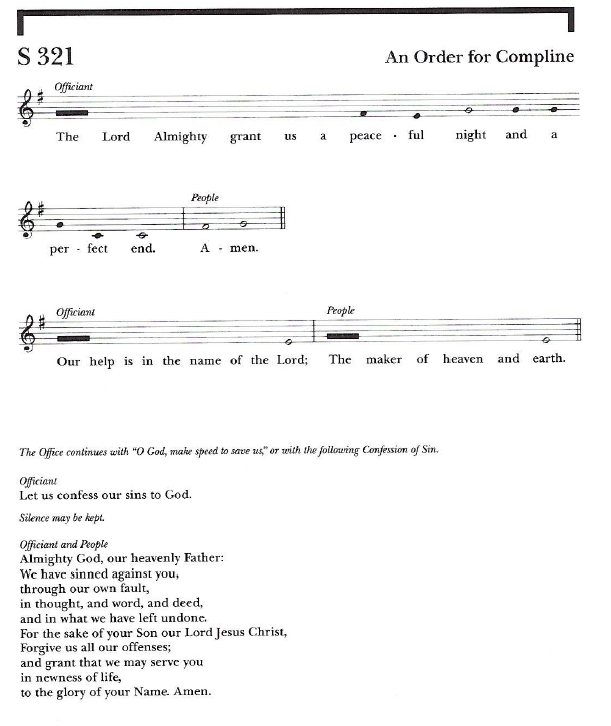 S 321
An Order for Compline
Officiant
The Lord Almighty grant us a peace - ful night and a
People
per - fect end. A - men.
Officiant People
Our help is in the name of the Lord; The maker of heaven and earth.
The Office continues with “O God, make speed to save us,” or with the following Confession of Sin.
Officiant
Let us confess our sins to God.
Silence may be kept.
Officiant and People
Almighty God, our heavenly Father:
We have sinned against you,
through our own fault,
in thought, and word, and deed,
and in what we have left undone.
For the sake of your Son our Lord Jesus Christ,
Forgive us all our offenses;
and grant that we may serve you
in newness of life,
to the glory of your Name. Amen.